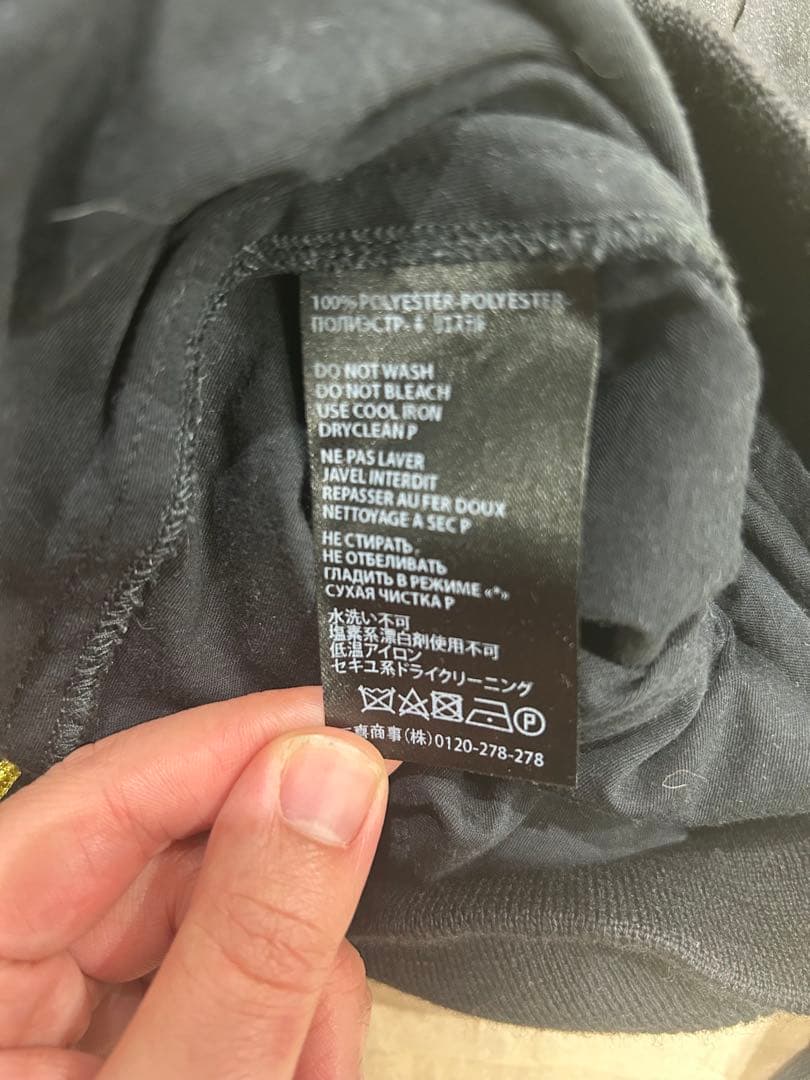 100% POLYESTER-POLYESTER-
ПОЛИЭСТР-
DO NOT WASH
DO NOT BLEACH
USE COOL IRON
DRYCLEAN P
NE PAS LAVER
JAVEL INTERDIT
REPASSER AU FER DOUX
NETTOYAGE A SEC P
НЕ СТИРАТЬ
НЕ ОТБЕЛИВАТЬ
ГЛАДИТЬ В РЕЖИМЕ «*»
СУХАЯ ЧИСТКА P
水洗い不可
塩素系漂白剤使用不可
低温アイロン
セキユ系ドライクリーニング
P
喜商事(株)0120-278-278